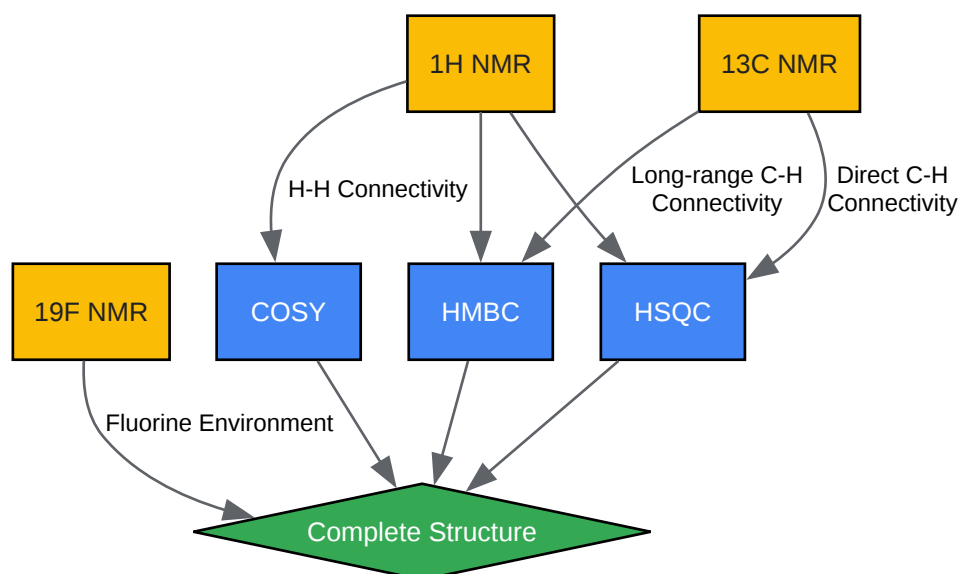 1H NMR
13C NMR
H-H Connectivity
Long-range C-H
Connectivity
Direct C-H
Connectivity
19F NMR
COSY
HMBC
HSQC
Fluorine Environment
Complete Structure